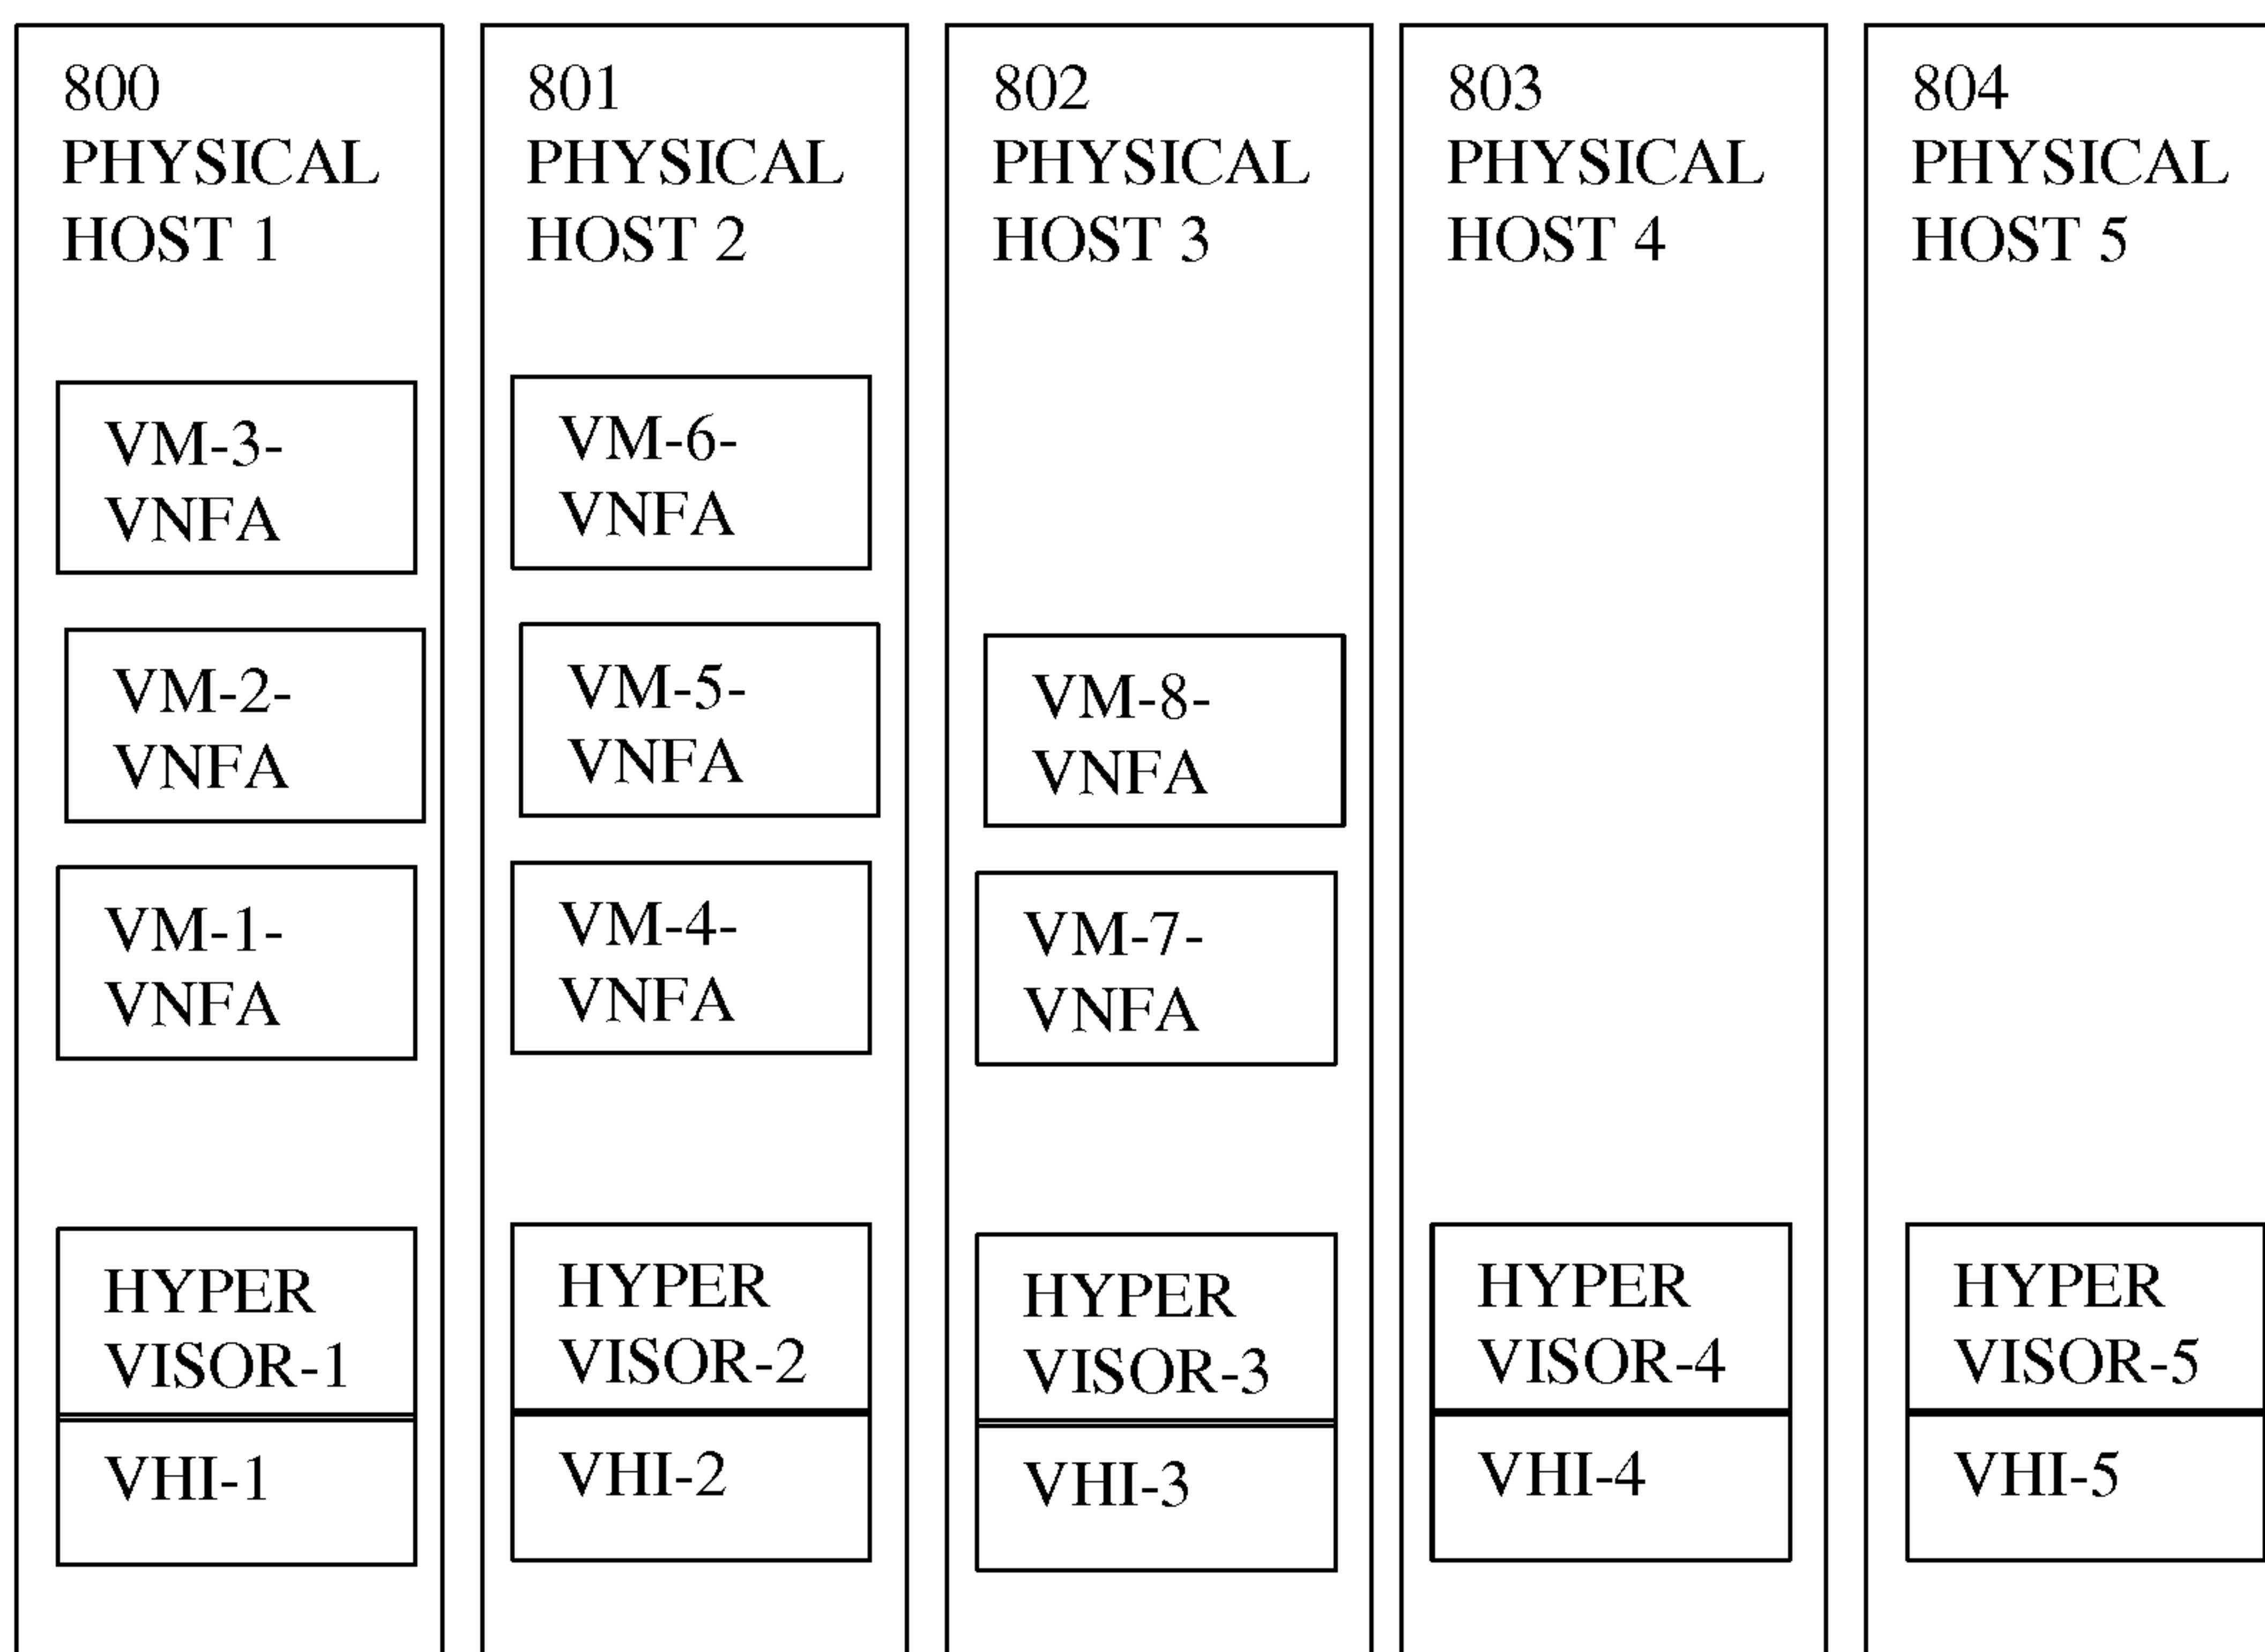 800
PHYSICAL
HOST 1
VM-3-
VNFA
VM-2-
VNFA
VM-1-
VNFA
HYPER
VISOR-1
VHI-1
801
PHYSICAL
HOST 2
VM-6-
VNFA
VM-5-
VNFA
VM-4-
VNFA
HYPER
VISOR-2
VHI-2
802
PHYSICAL
HOST 3
VM-8-
VNFA
VM-7-
VNFA
HYPER
VISOR-3
VHI-3
803
PHYSICAL
HOST 4
HYPER
VISOR-4
VHI-4
804
PHYSICAL
HOST 5
HYPER
VISOR-5
VHI-5